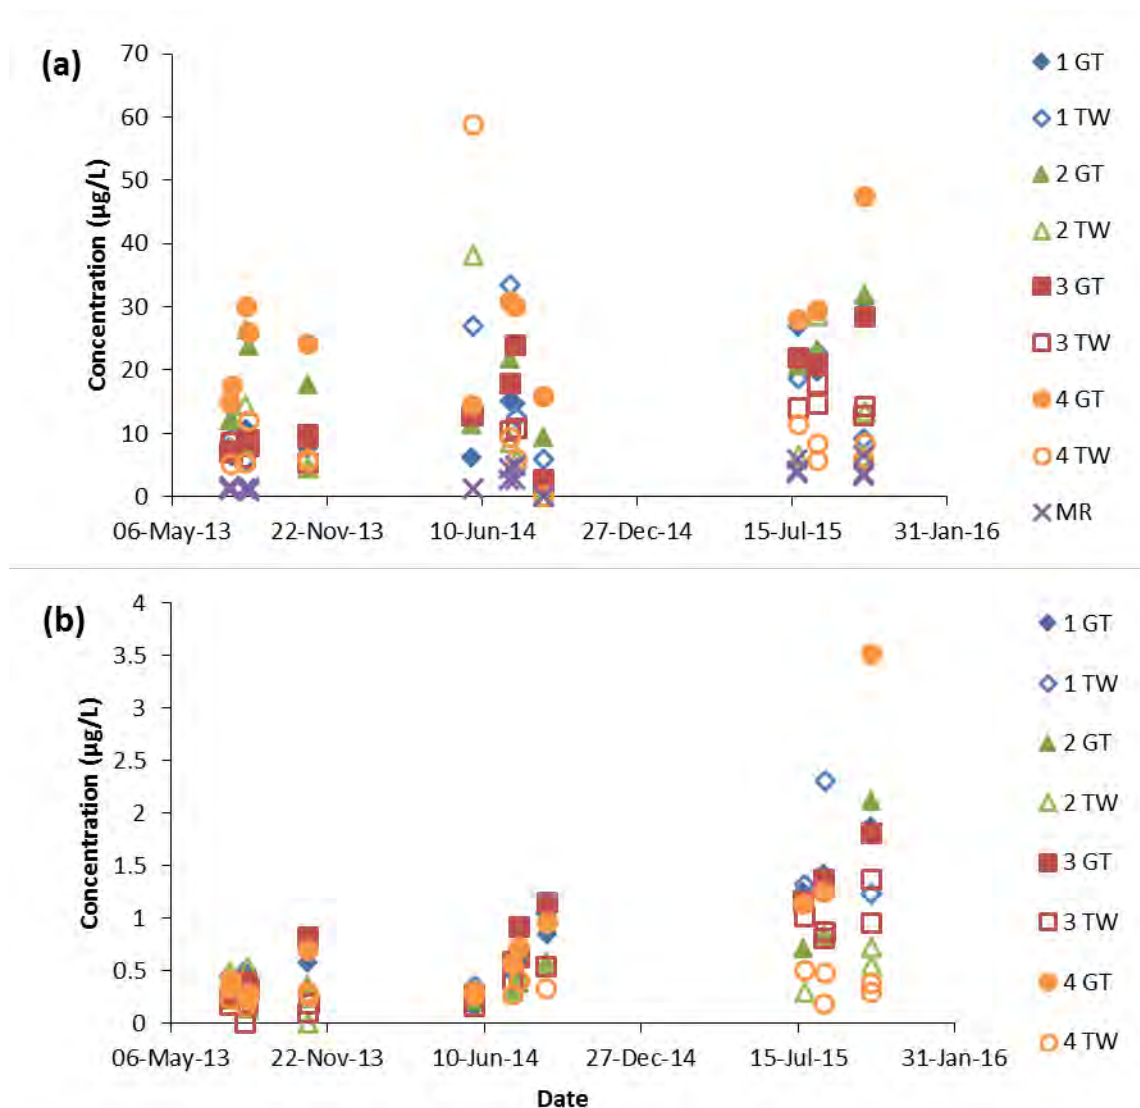 (a)
Concentration (µg/L)
70
60
50
40
30
20
10
0
06-May-13 22-Nov-13 10-Jun-14 27-Dec-14 15-Jul-15 31-Jan-16
1 GT
1 TW
2 GT
2 TW
3 GT
3 TW
4 GT
4 TW
MR
(b)
Concentration (µg/L)
4
3.5
3
2.5
2
1.5
1
0.5
0
06-May-13 22-Nov-13 10-Jun-14 27-Dec-14 15-Jul-15 31-Jan-16
Date
1 GT
1 TW
2 GT
2 TW
3 GT
3 TW
4 GT
4 TW